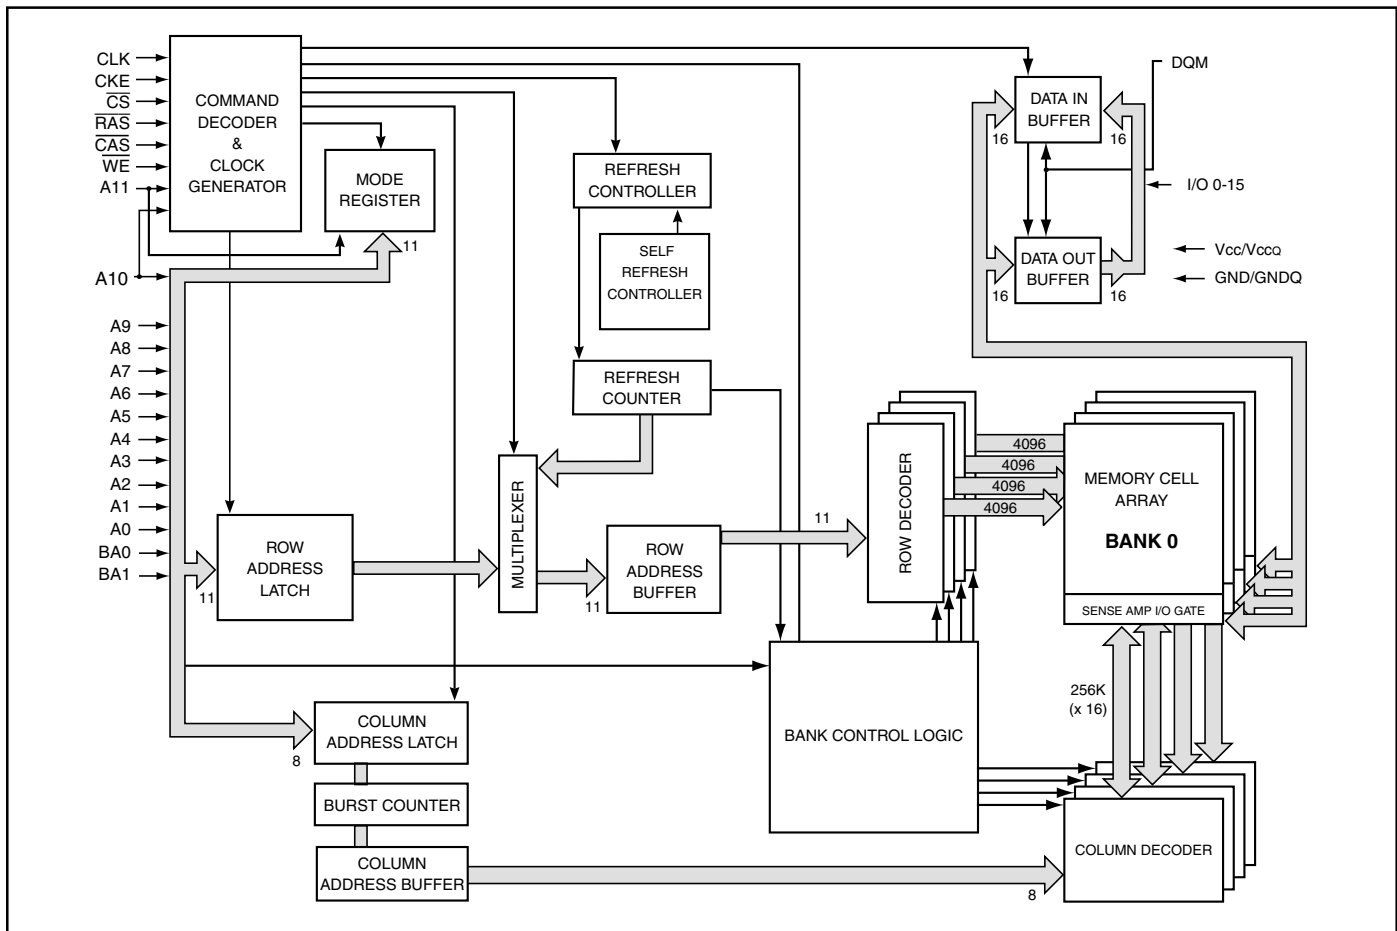 CLK
CKE
CS
RAS
CAS
WE
A11
A10
A9
A8
A7
A6
A5
A4
A3
A2
A1
A0
BA0
BA1
COMMAND
DECODER
&
CLOCK
GENERATOR
MODE
REGISTER
11
REFRESH
CONTROLLER
SELF
REFRESH
CONTROLLER
REFRESH
COUNTER
MULTIPLEXER
11
ROW
ADDRESS
LATCH
11
ROW
ADDRESS
BUFFER
11
ROW DECODER
4096
4096
4096
4096
MEMORY CELL
ARRAY
BANK 0
SENSE AMP I/O GATE
DATA IN
BUFFER
16
16
DQM
I/O 0-15
DATA OUT
BUFFER
16
16
Vcc/VccQ
GND/GNDQ
256K
(x 16)
BANK CONTROL LOGIC
COLUMN
ADDRESS LATCH
8
BURST COUNTER
COLUMN
ADDRESS BUFFER
8
COLUMN DECODER